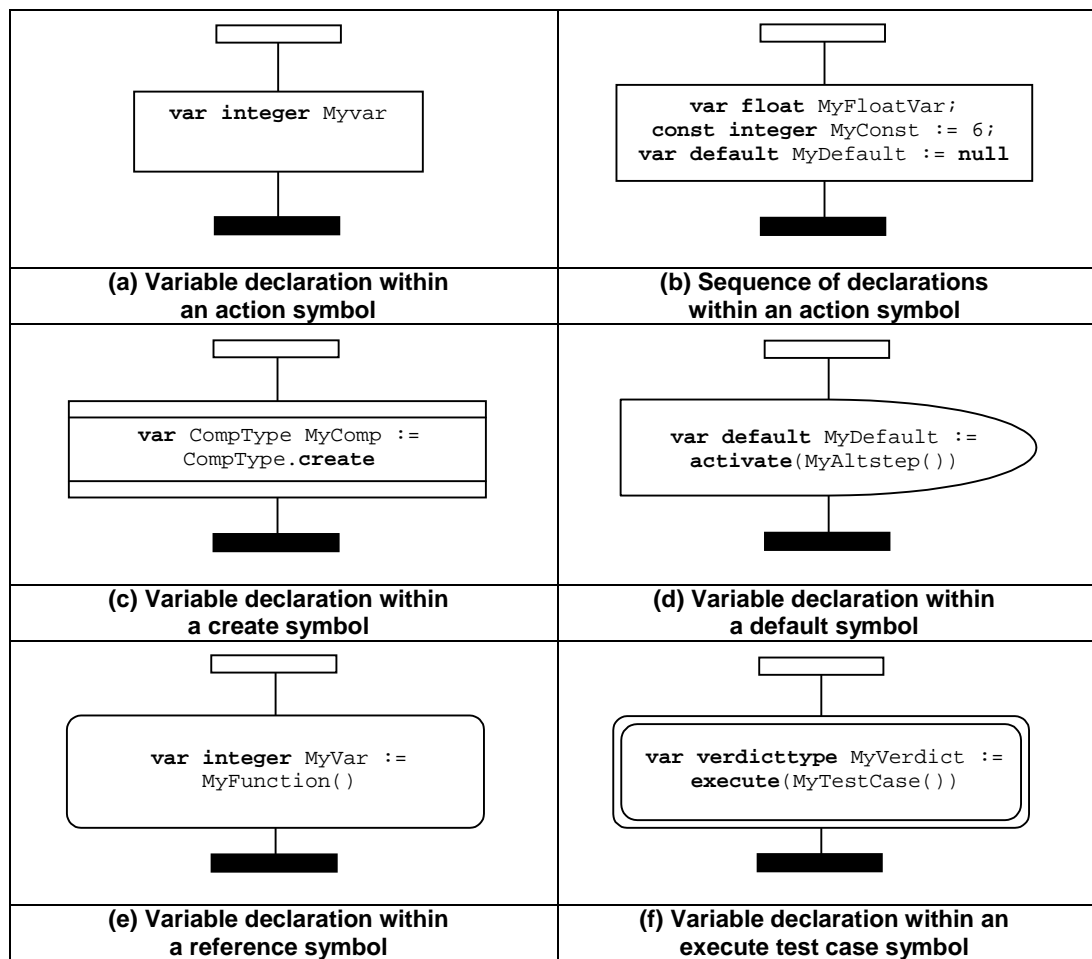 var integer Myvar
var float MyFloatVar;
const integer MyConst := 6;
var default MyDefault := null
(a) Variable declaration within
an action symbol
(b) Sequence of declarations
within an action symbol
var CompType MyComp :=
CompType.create
var default MyDefault :=
activate(MyAltstep())
(c) Variable declaration within
a create symbol
(d) Variable declaration within
a default symbol
var integer MyVar :=
MyFunction()
var verdicttype MyVerdict :=
execute(MyTestCase())
(e) Variable declaration within
a reference symbol
(f) Variable declaration within an
execute test case symbol